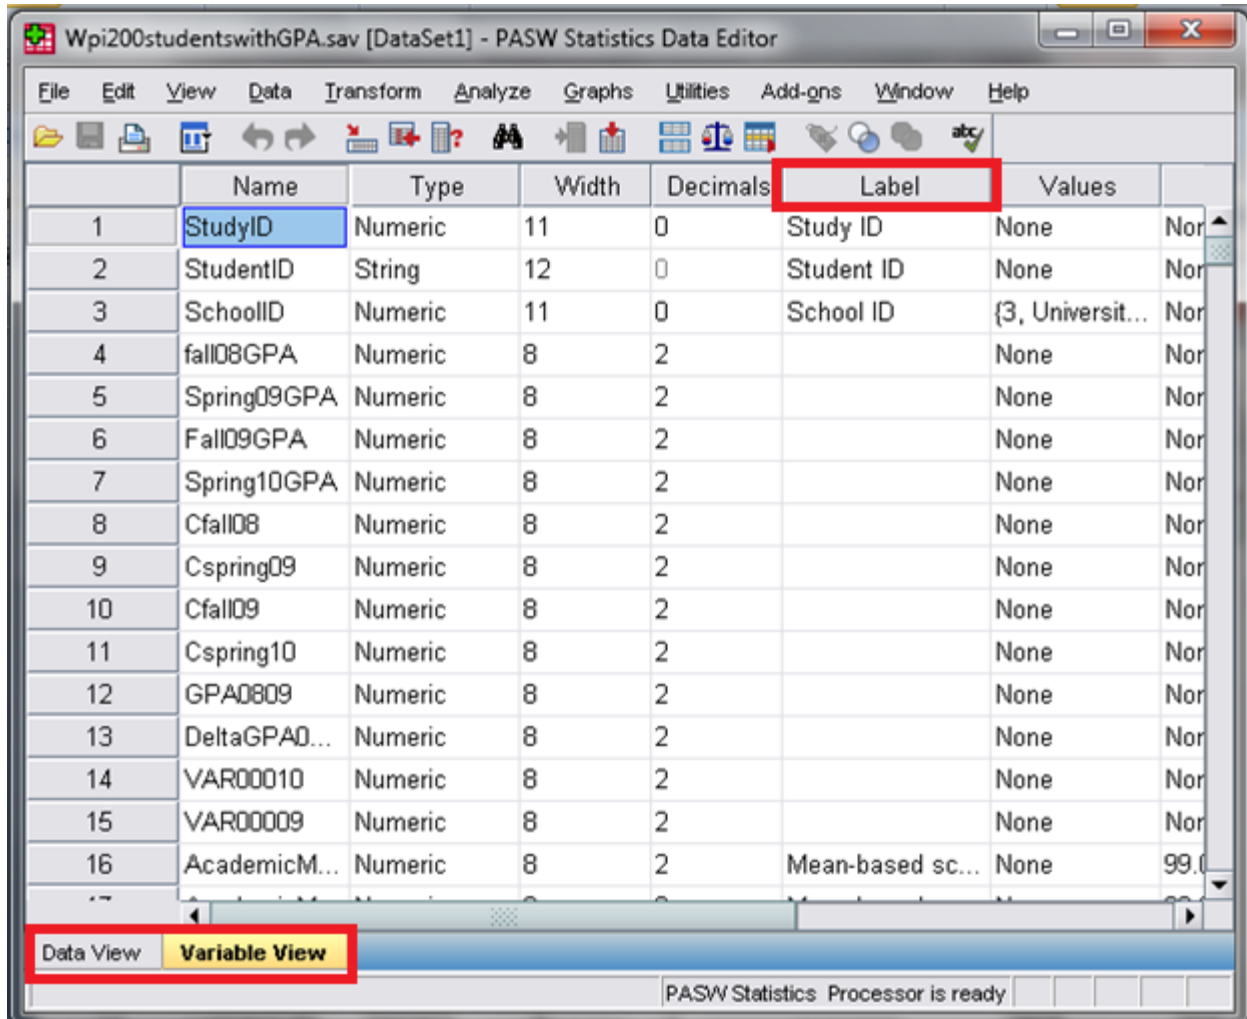 Wpi200studentswithGPA.sav [DataSet1] - PASW Statistics Data Editor
File Edit View Data Transform Analyze Graphs Utilities Add-ons Window Help
Name Type Width Decimals Label Values
1 StudyID Numeric 11 0 Study ID None Nor
2 StudentID String 12 0 Student ID None Nor
3 SchoolID Numeric 11 0 School ID {3, Universit... Nor
4 fall08GPA Numeric 8 2 None Nor
5 Spring09GPA Numeric 8 2 None Nor
6 Fall09GPA Numeric 8 2 None Nor
7 Spring10GPA Numeric 8 2 None Nor
8 Cfall08 Numeric 8 2 None Nor
9 Cspring09 Numeric 8 2 None Nor
10 Cfall09 Numeric 8 2 None Nor
11 Cspring10 Numeric 8 2 None Nor
12 GPA0809 Numeric 8 2 None Nor
13 DeltaGPA0... Numeric 8 2 None Nor
14 VAR00010 Numeric 8 2 None Nor
15 VAR00009 Numeric 8 2 None Nor
16 AcademicM... Numeric 8 2 Mean-based sc... None 99.0
Data View Variable View
PASW Statistics Processor is ready